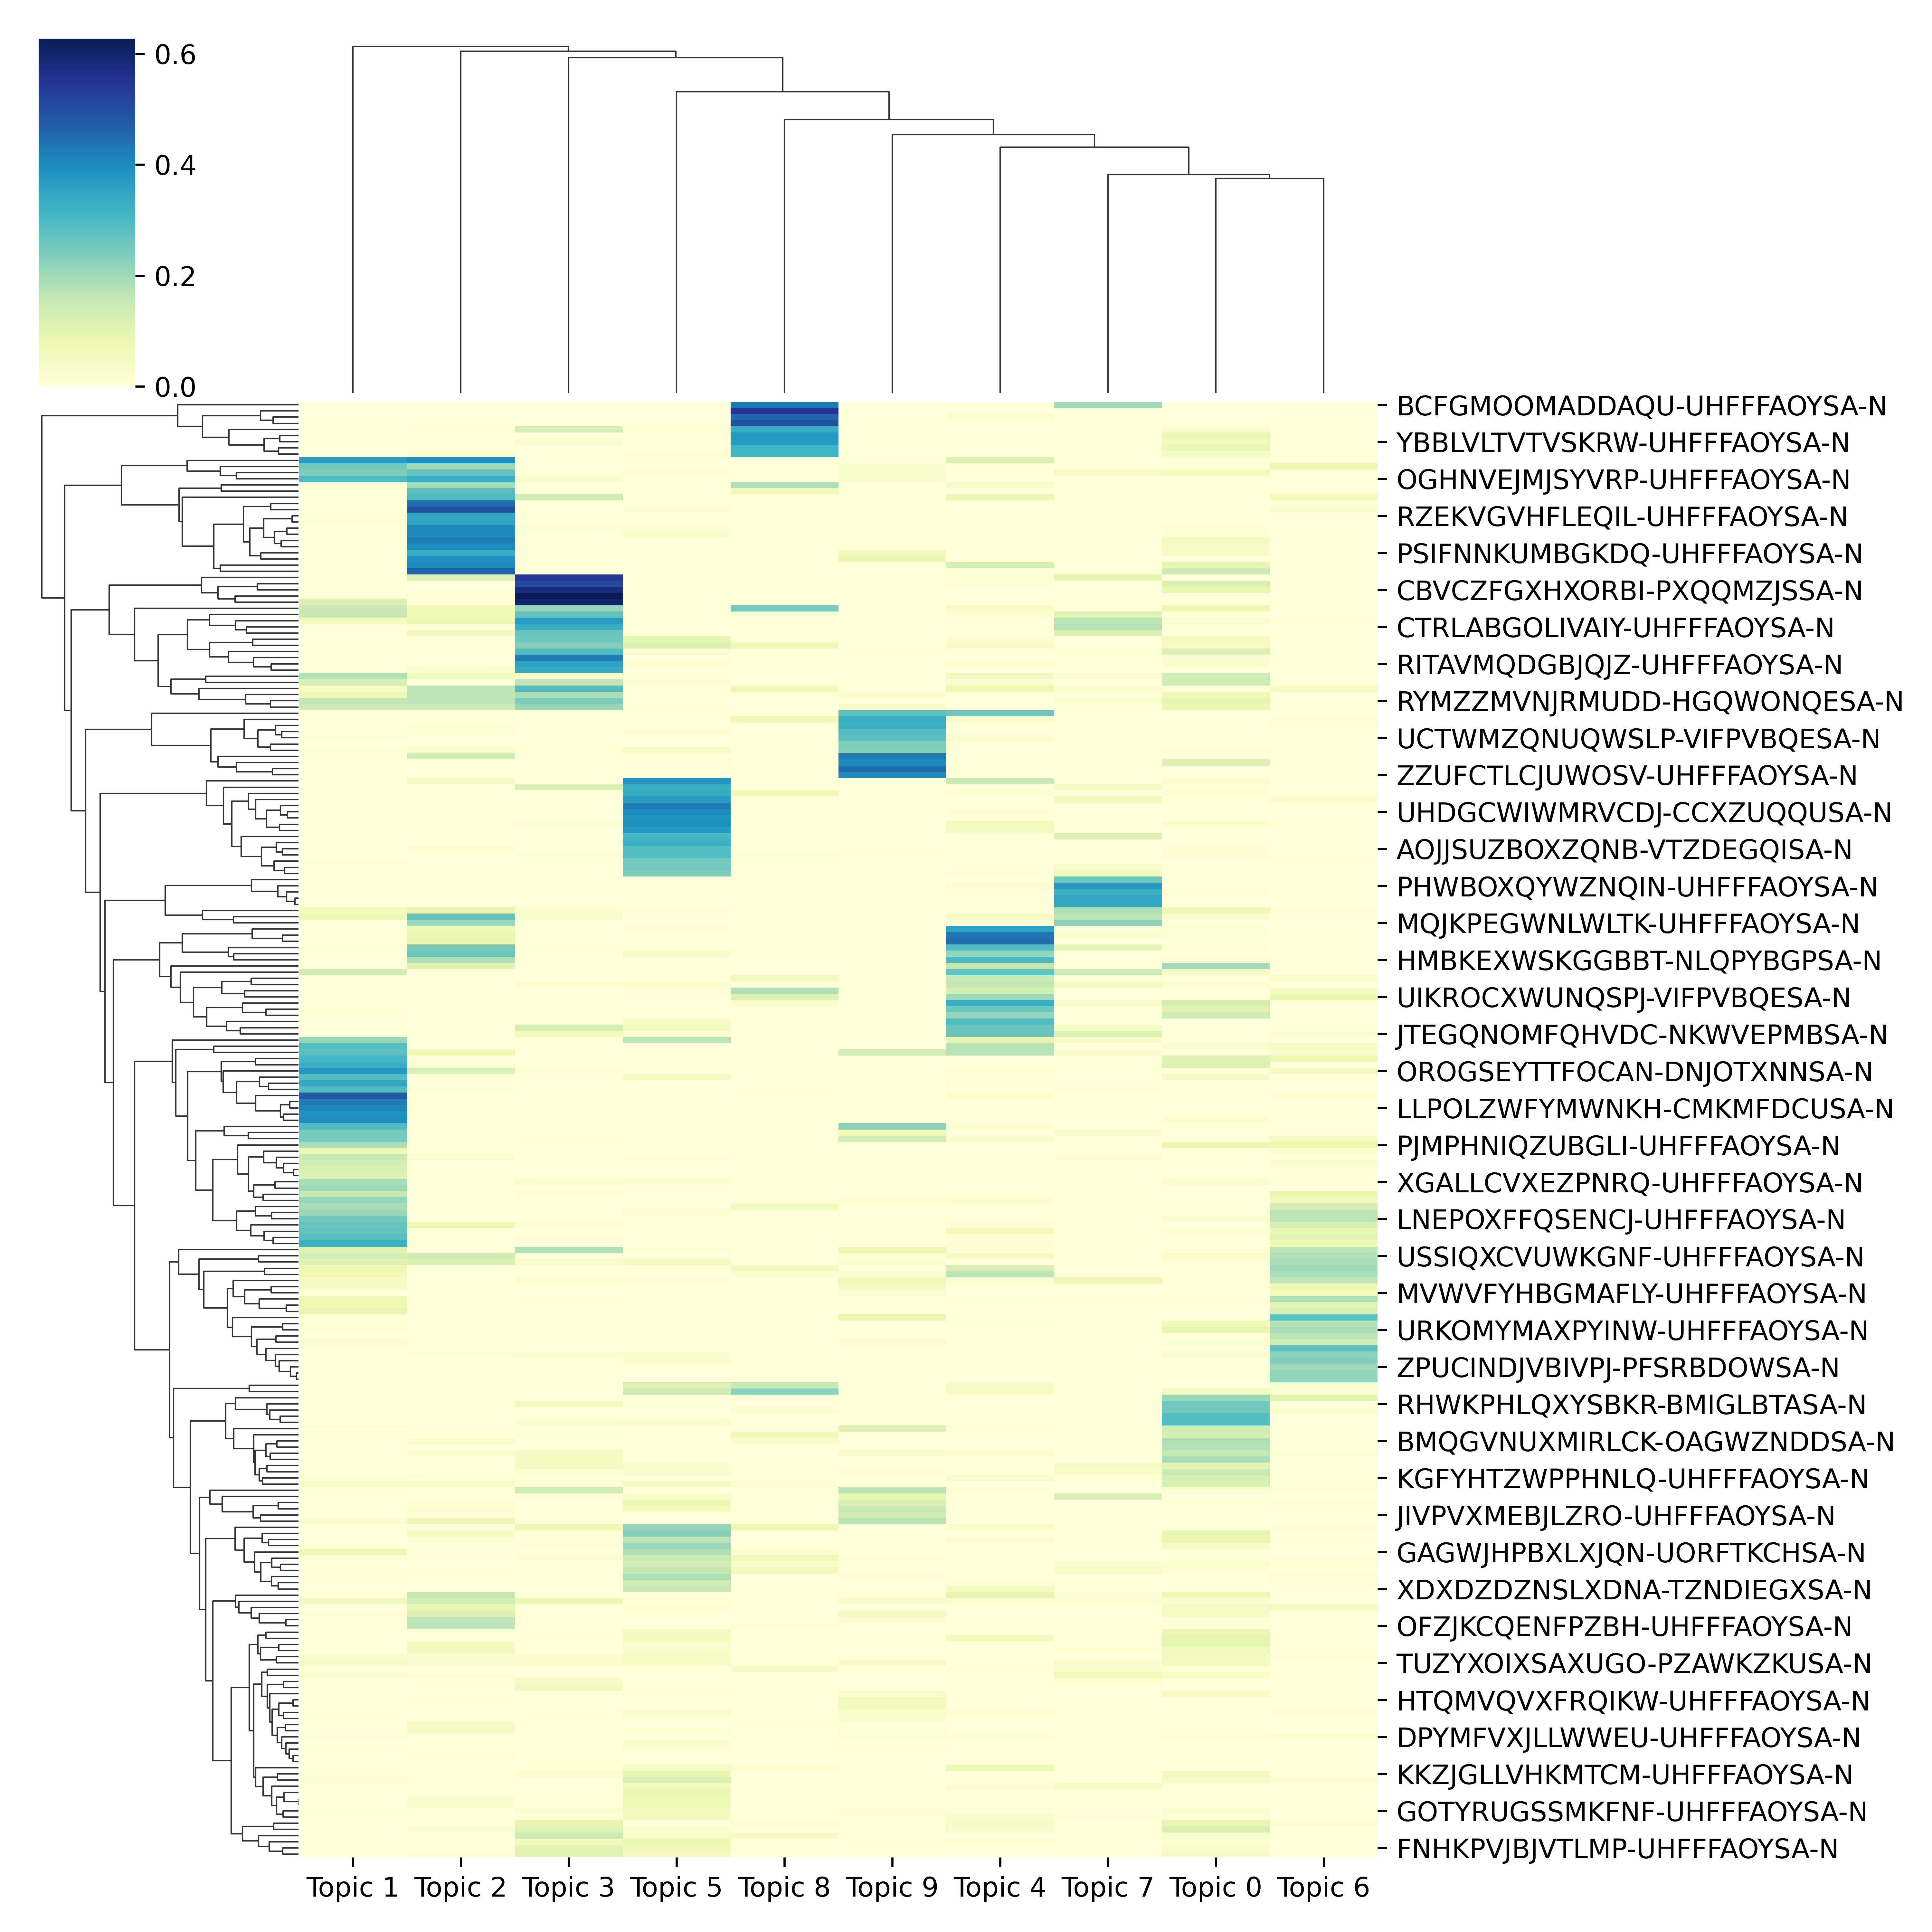 0.6
0.4
0.2
0.0
BCFGMOOMADDAQU-UHFFFAOYSA-N
YBBLVLTVTVSKRW-UHFFFAOYSA-N
OGHNVEJMJSYVRP-UHFFFAOYSA-N
RZEKVGVHFLEQIL-UHFFFAOYSA-N
PSIFNNKUMBGKDQ-UHFFFAOYSA-N
CBVCZFGXHXORBI-PXQQMZJSSA-N
CTRLABGOLIVAIY-UHFFFAOYSA-N
RITAVMQDGBJQJZ-UHFFFAOYSA-N
RYMZZMVNJRMUDD-HGQWONQESA-N
UCTWMZQNUQWSLP-VIFPVBQESA-N
ZZUFCTLCJUWOSV-UHFFFAOYSA-N
UHDGCWIWMRVCDJ-CCXZUQQUSA-N
AOJJSUZBOXZQNB-VTZDEGQISA-N
PHWBOXQYWZNQIN-UHFFFAOYSA-N
MQJKPEGWNLWLTK-UHFFFAOYSA-N
HMBKEXWSKGGBBT-NLQPYBGPSA-N
UIKROCXWUNQSPJ-VIFPVBQESA-N
JTEGQNOMFQHVDC-NKWVEPMBSA-N
OROGSEYTTFOCAN-DNJOTXNNSA-N
LLPOLZWFYMWNKH-CMKMFDCUSA-N
PJMPHNIQZUBGLI-UHFFFAOYSA-N
XGALLCVXEZPNRQ-UHFFFAOYSA-N
LNEPOXFFQSENCJ-UHFFFAOYSA-N
USSIQXCVUWKGNF-UHFFFAOYSA-N
MVWVFYHBGMAFLY-UHFFFAOYSA-N
URKOMYMAXPYINW-UHFFFAOYSA-N
ZPUCINDJVBIVPJ-PFSRBDOWSA-N
RHWKPHLQXYSBKR-BMIGLBTASA-N
BMQGVNUXMIRLCK-OAGWZNDDSA-N
KGFYHTZWPPHNLQ-UHFFFAOYSA-N
JIVPVXMEBJLZRO-UHFFFAOYSA-N
GAGWJHPBXLXJQN-UORFTKCHSA-N
XDXDZDZNSLXDNA-TZNDIEGXSA-N
OFZJKCQENFPZBH-UHFFFAOYSA-N
TUZYXOIXSAXUGO-PZAWKZKUSA-N
HTQMVQVXFRQIKW-UHFFFAOYSA-N
DPYMFVXJLLWWEU-UHFFFAOYSA-N
KKZJGLLVHKMTCM-UHFFFAOYSA-N
GOTYRUGSSMKFNF-UHFFFAOYSA-N
FNHKPVJBJVTLMP-UHFFFAOYSA-N
Topic 1 Topic 2 Topic 3 Topic 5 Topic 8 Topic 9 Topic 4 Topic 7 Topic 0 Topic 6